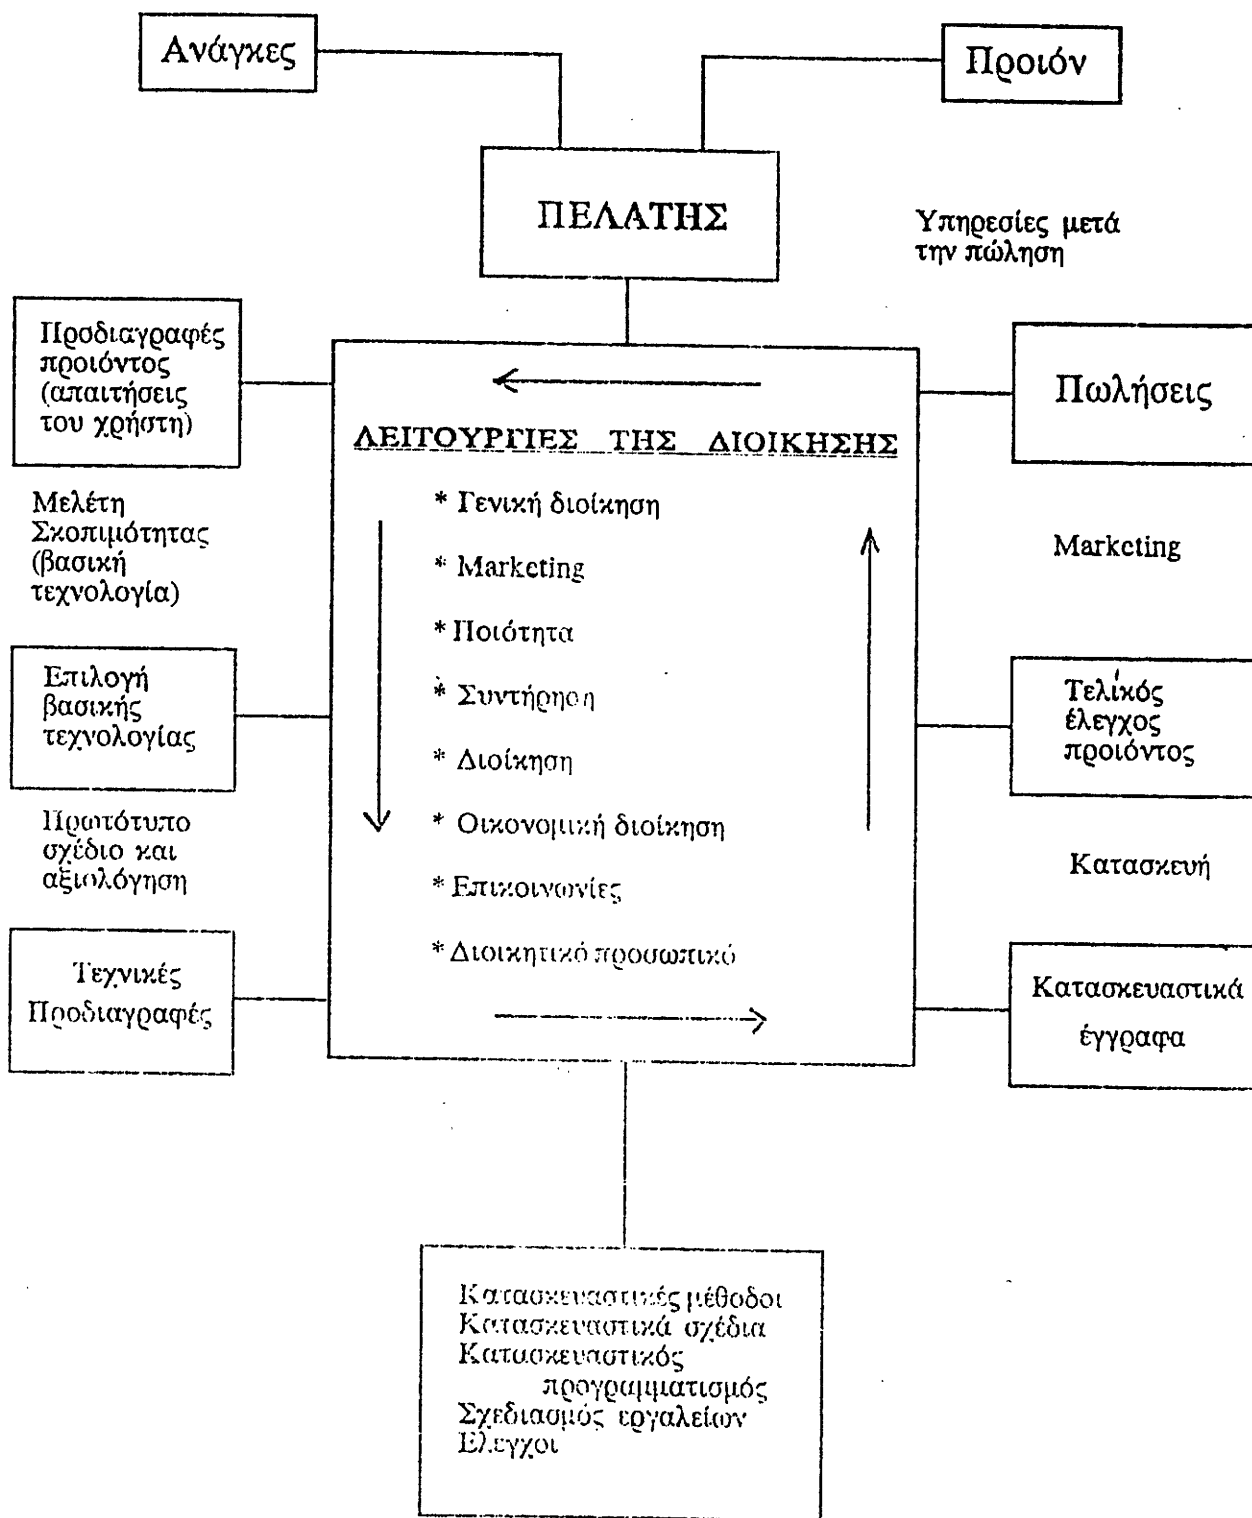 Ανάγκες
Προιόν
ΠΕΛΑΤΗΣ
Υπηρεσίες μετά
την πώληση
Προδιαγραφές
προιόντος
(απαιτήσεις
του χρήστη)
Μελέτη
Σκοπιμότητας
(βασική
τεχνολογία)
Επιλογή
βασικής
τεχνολογίας
Πρωτότυπο
σχέδιο και
αξιολόγηση
Τεχνικές
Προδιαγραφές
ΛΕΙΤΟΥΡΓΙΕΣ ΤΗΣ ΔΙΟΙΚΗΣΗΣ
* Γενική διοίκηση
* Marketing
* Ποιότητα
* Συντήρηση
* Διοίκηση
* Οικονομική διοίκηση
* Επικοινωνίες
* Διοικητικό προσωπικό
Πωλήσεις
Marketing
Τελικός
έλεγχος
προιόντος
Κατασκευή
Κατασκευαστικά
έγγραφα
Κατασκευαστικές μέθοδοι
Κατασκευαστικά σχέδια
Κατασκευαστικός
προγραμματισμός
Σχεδιασμός εργαλείων
Ελεγχοι